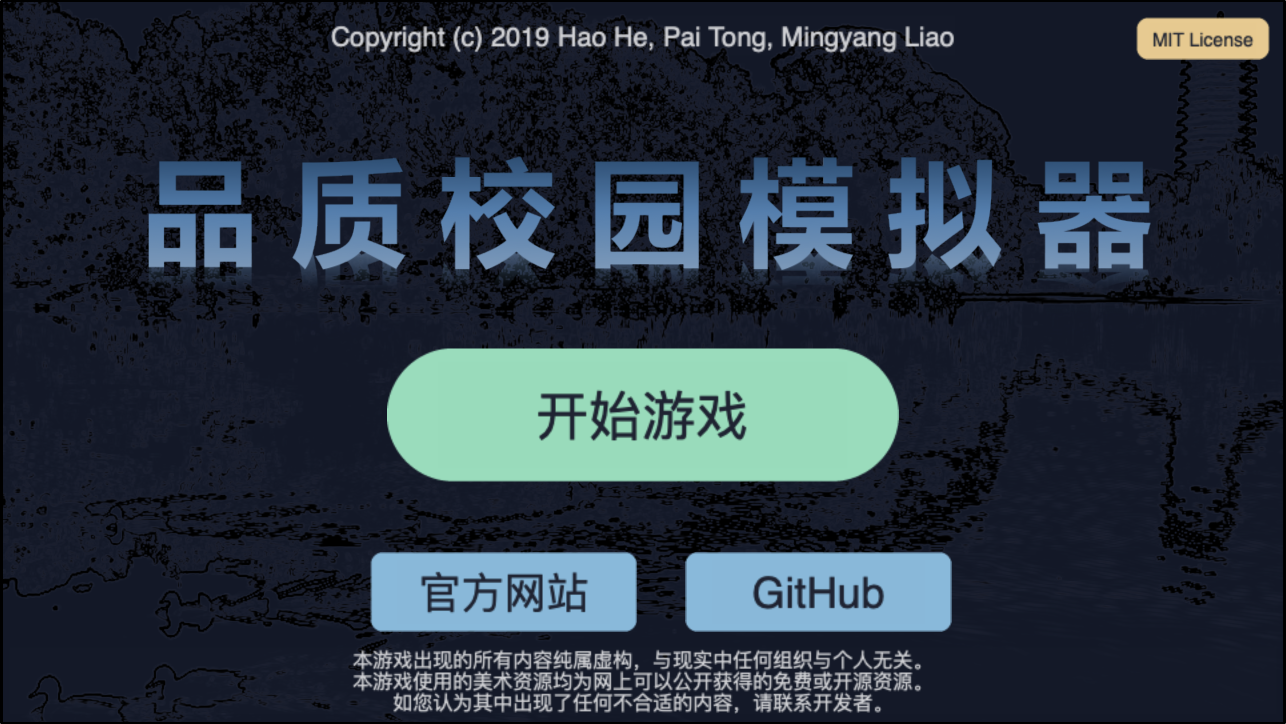 Copyright (c) 2019 Hao He, Pai Tong, Mingyang Liao
MIT License
品质校园模拟器
开始游戏
官方网站
GitHub
本游戏出现的所有内容纯属虚构，与现实中任何组织与个人无关。
本游戏使用的美术资源均为网上可以公开获得的免费或开源资源。
如您认为其中出现了任何不合适的内容，请联系开发者。